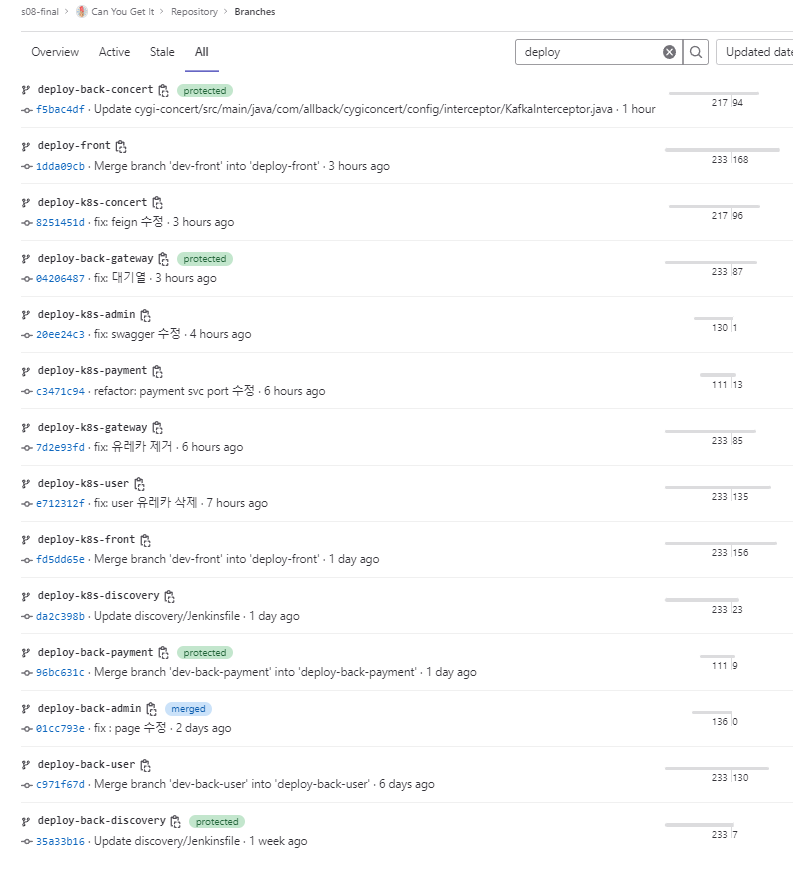 s08-final > Can You Get It > Repository > Branches
Overview Active Stale All deploy Updated date
deploy-back-concert protected
217 94
f5bac4df · Update cygi-concert/src/main/java/com/allback/cygiconcert/config/interceptor/KafkaInterceptor.java · 1 hour
deploy-front
233 168
1dda09cb · Merge branch 'dev-front' into 'deploy-front' · 3 hours ago
deploy-k8s-concert
217 96
8251451d · fix: feign 수정 · 3 hours ago
deploy-back-gateway protected
233 87
04206487 · fix: 대기열 · 3 hours ago
deploy-k8s-admin
130 1
20ee24c3 · fix: swagger 수정 · 4 hours ago
deploy-k8s-payment
111 13
c3471c94 · refactor: payment svc port 수정 · 6 hours ago
deploy-k8s-gateway
233 85
7d2e93fd · fix: 유레카 제거 · 6 hours ago
deploy-k8s-user
233 135
e712312f · fix: user 유레카 삭제 · 7 hours ago
deploy-k8s-front
233 156
fd5dd65e · Merge branch 'dev-front' into 'deploy-front' · 1 day ago
deploy-k8s-discovery
233 23
da2c398b · Update discovery/Jenkinsfile · 1 day ago
deploy-back-payment protected
111 9
96bc631c · Merge branch 'dev-back-payment' into 'deploy-back-payment' · 1 day ago
deploy-back-admin merged
136 0
01cc793e · fix : page 수정 · 2 days ago
deploy-back-user
233 130
c971f67d · Merge branch 'dev-back-user' into 'deploy-back-user' · 6 days ago
deploy-back-discovery protected
233 7
35a33b16 · Update discovery/Jenkinsfile · 1 week ago